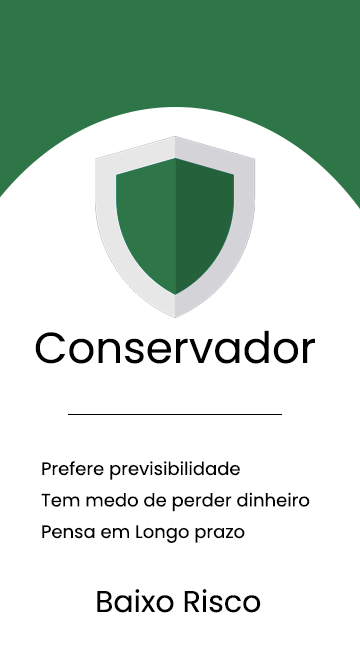 Conservador
Prefere previsibilidade
Tem medo de perder dinheiro
Pensa em Longo prazo
Baixo Risco